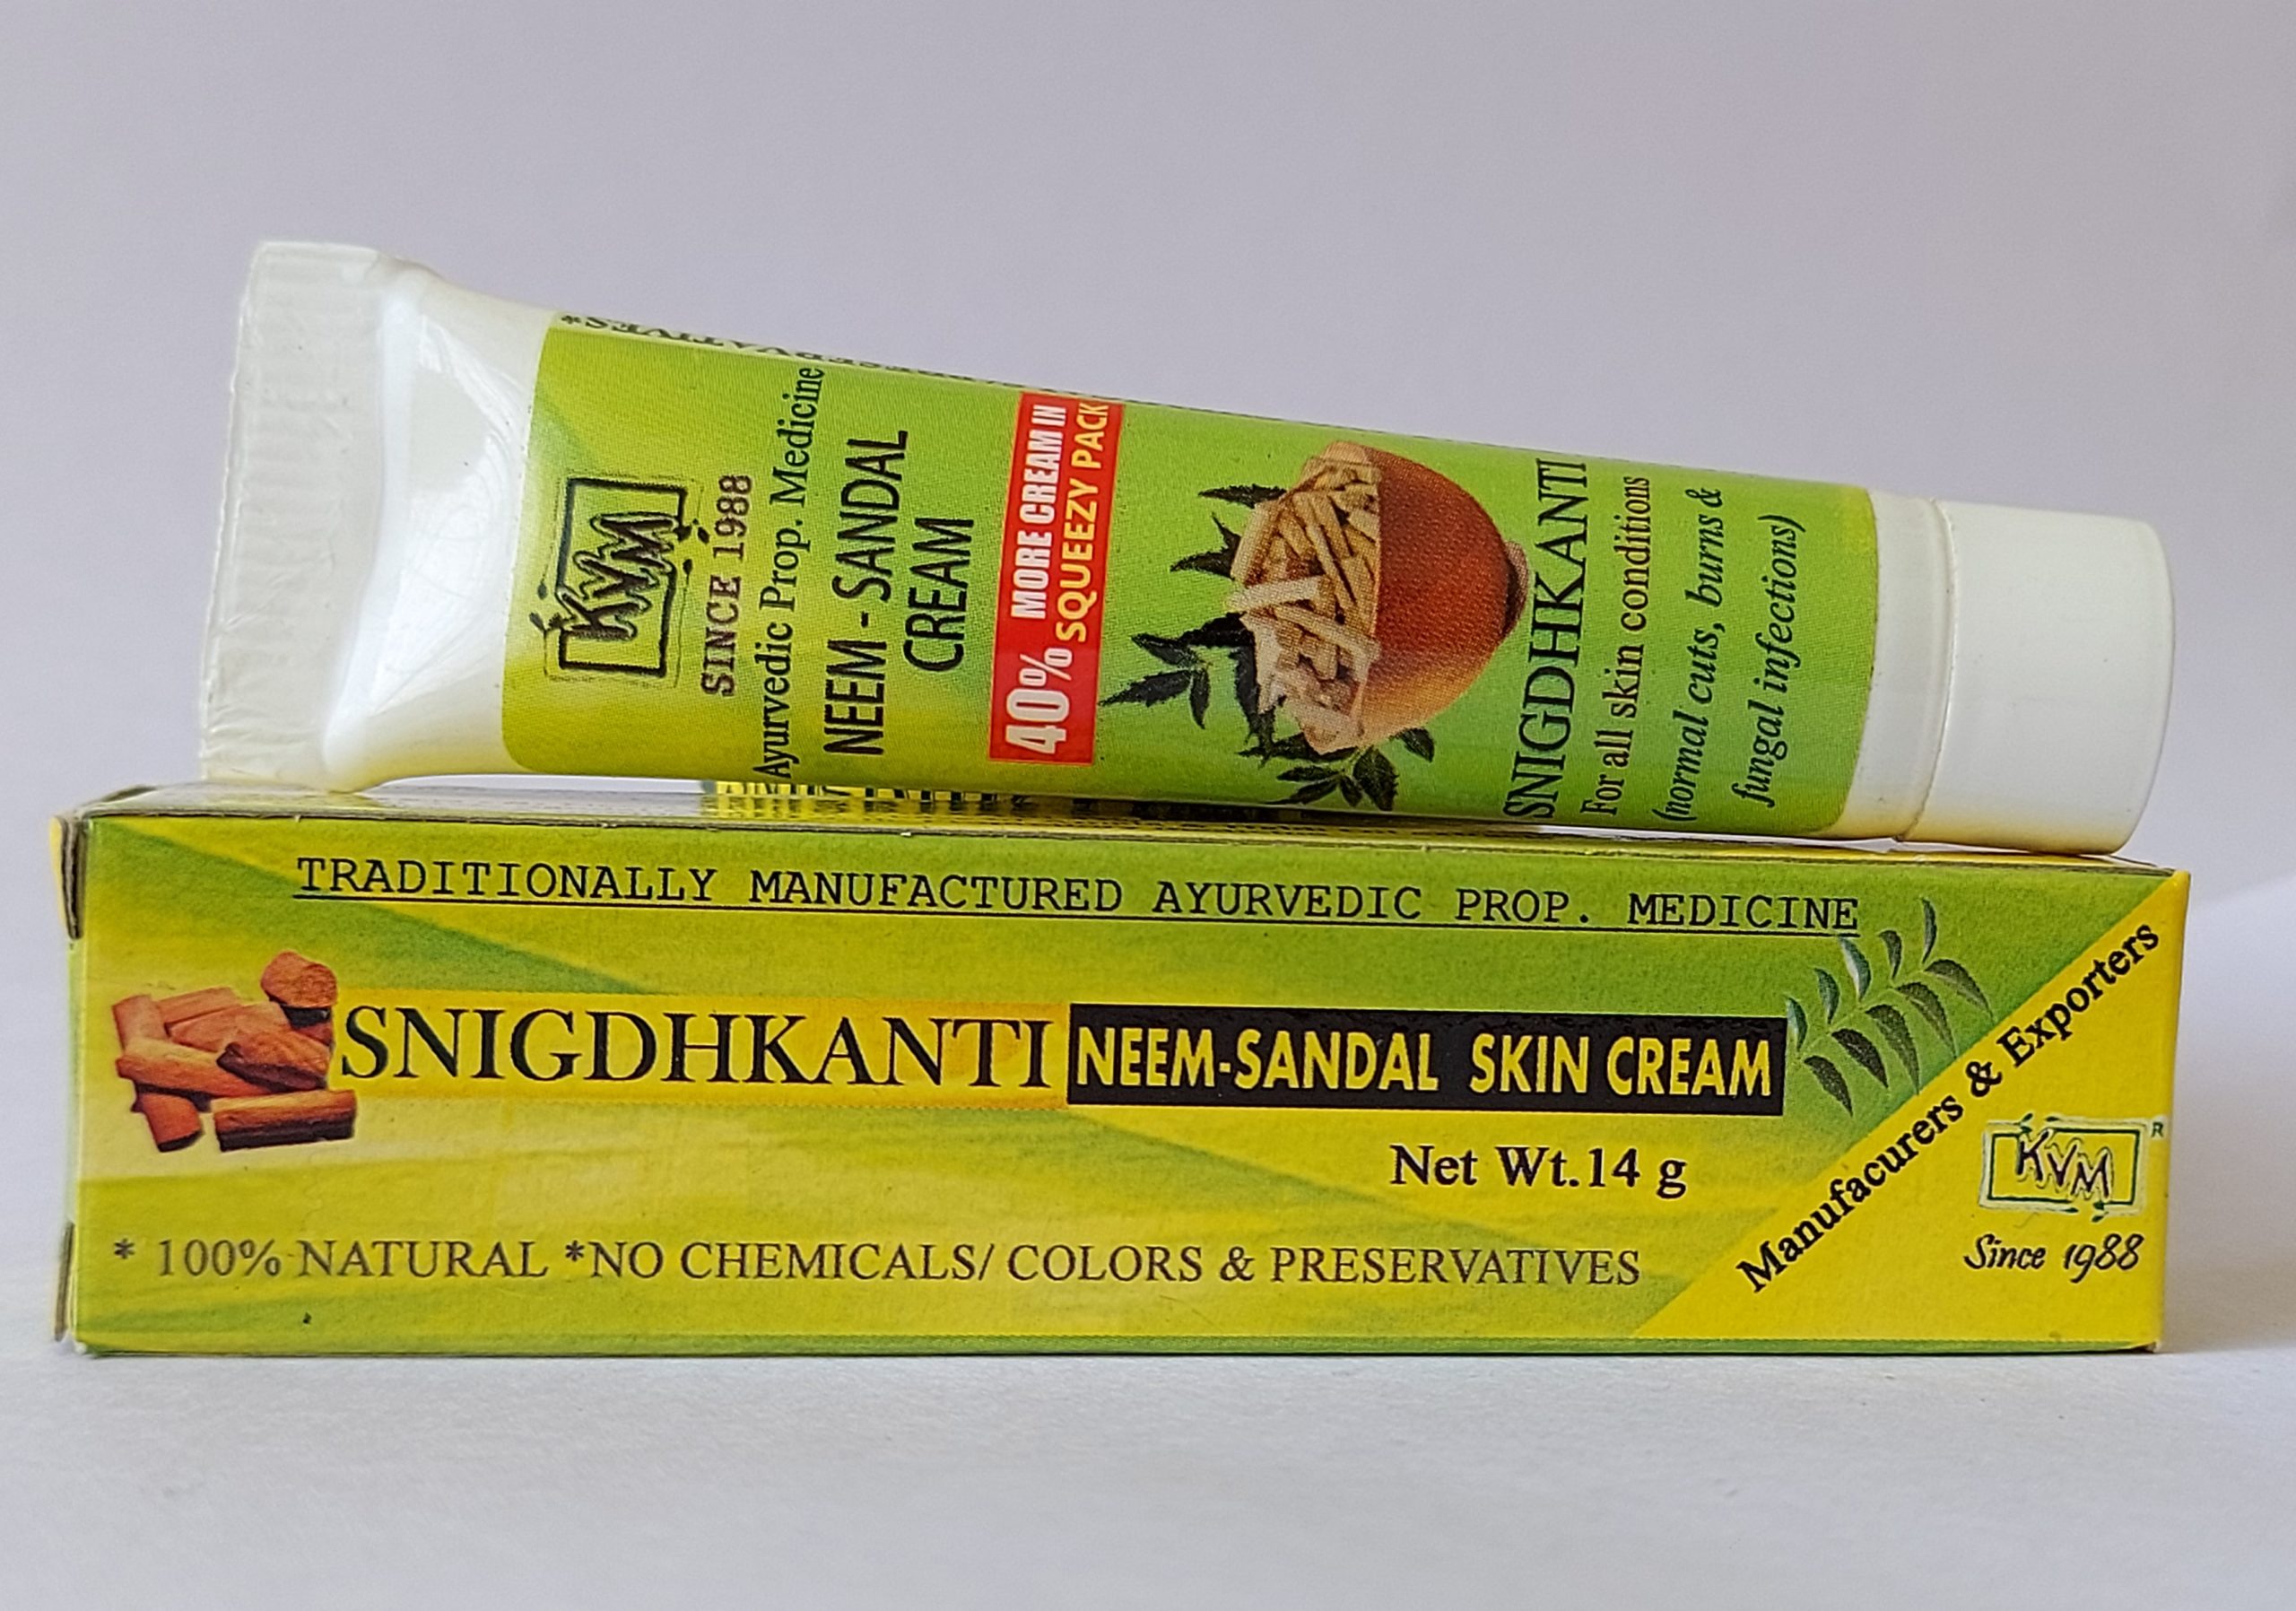 KVM
SINCE 1988
Ayurvedic Prop. Medicine
NEEM - SANDAL
CREAM
40% MORE CREAM IN
SQUEEZY PACK
SNIGDHKANTI
For all skin conditions
(normal cuts, burns &
fungal infections)
TRADITIONALLY MANUFACTURED AYURVEDIC PROP. MEDICINE
SNIGDHKANTI NEEM-SANDAL SKIN CREAM
Net Wt.14 g
* 100% NATURAL *NO CHEMICALS/ COLORS & PRESERVATIVES
Manufacurers & Exporters
KVM R
Since 1988